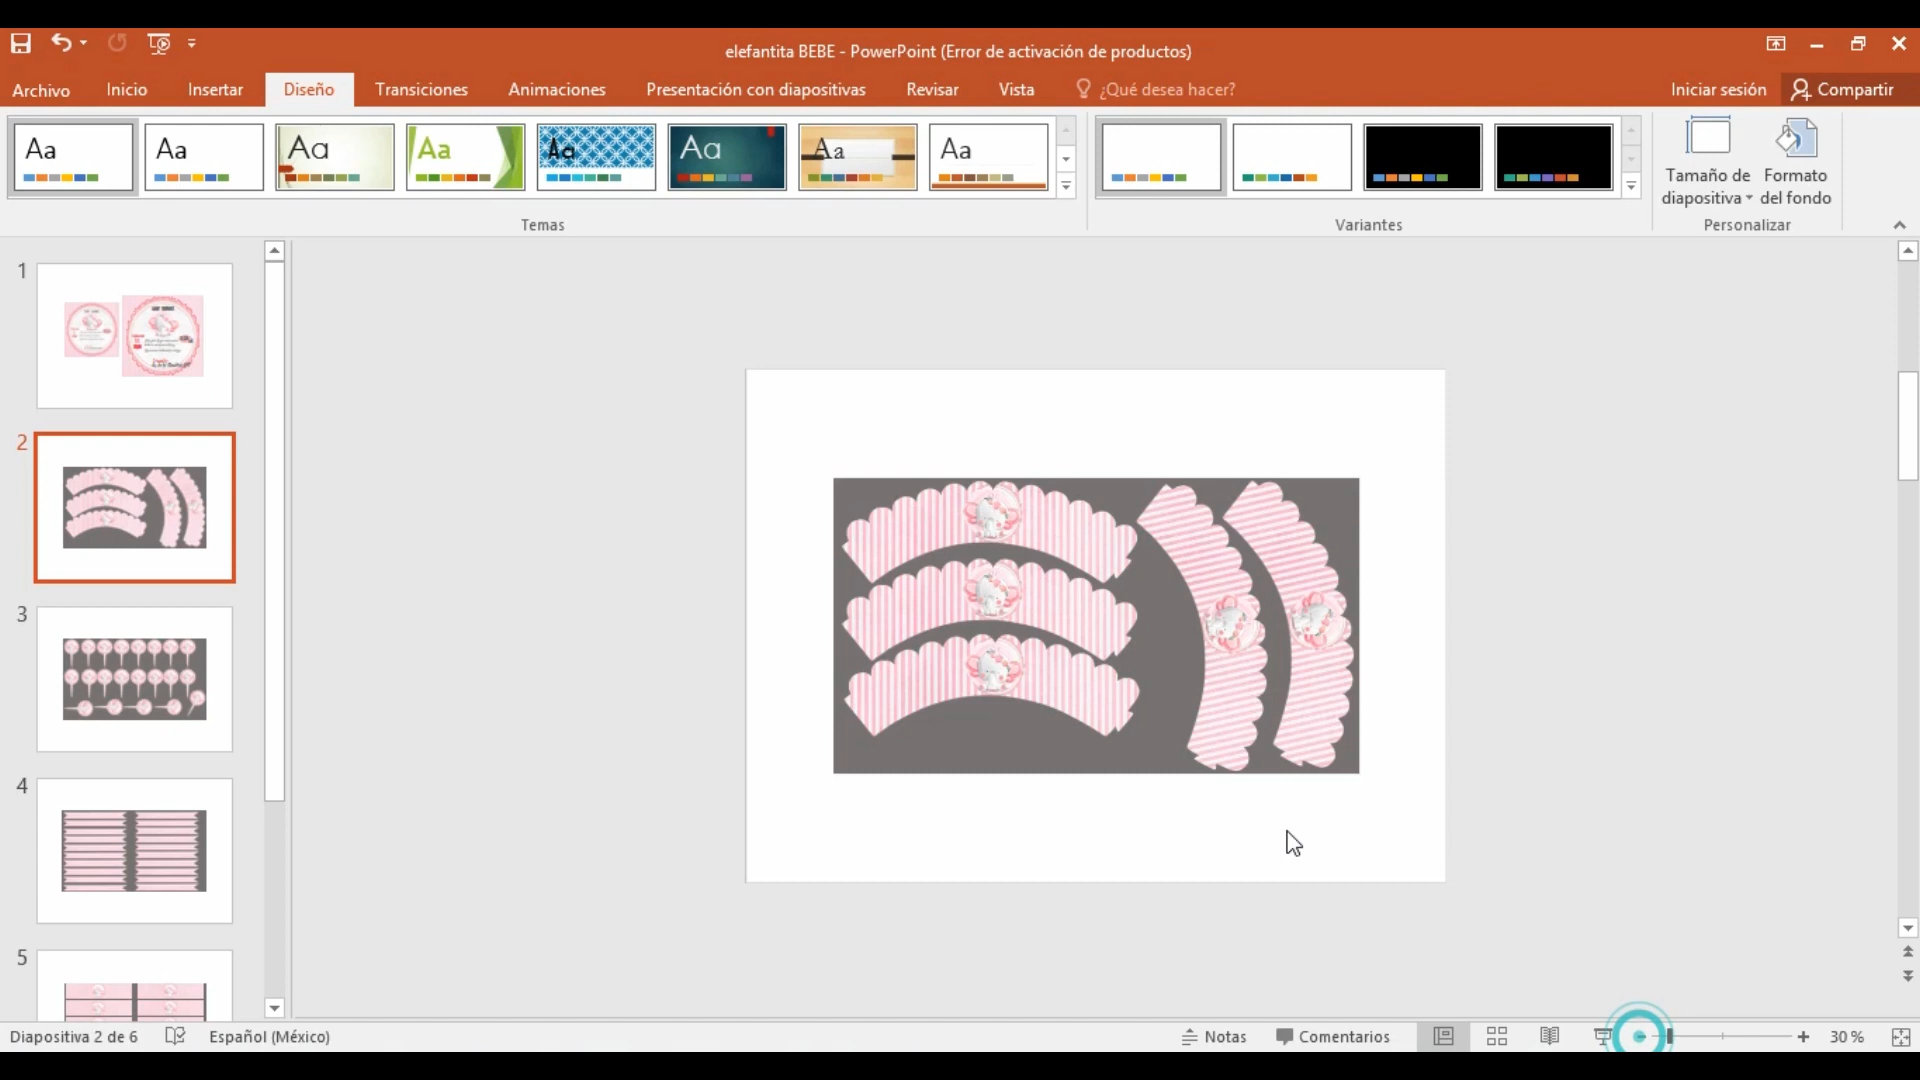 elefantita BEBE - PowerPoint (Error de activación de productos)
Archivo Inicio Insertar Diseño Transiciones Animaciones Presentación con diapositivas Revisar Vista ¿Qué desea hacer? Iniciar sesión Compartir
Aa Aa Aa Aa Aa Aa Aa Aa
Tamaño de diapositiva
Formato del fondo
Temas Variantes Personalizar
1
2
3
4
5
Diapositiva 2 de 6 Español (México) Notas Comentarios 30 %